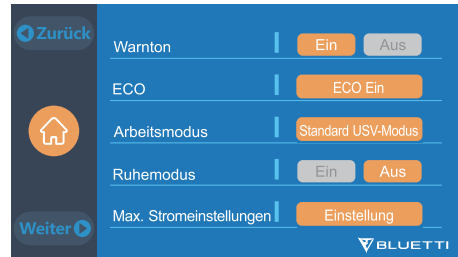 Zurück
Warnton Ein Aus
ECO ECO Ein
Arbeitsmodus Standard USV-Modus
Ruhemodus Ein Aus
Max. Stromeinstellungen Einstellung
Weiter
BLUETTI